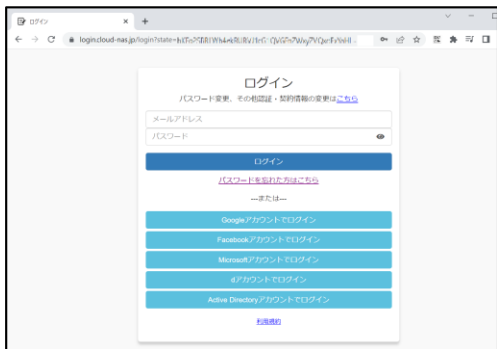 ログイン
login.cloud-nas.jp/login?state=
ログイン
パスワード変更、その他認証・契約情報の変更はこちら
メールアドレス
パスワード
ログイン
パスワードを忘れた方はこちら
---または---
Googleアカウントでログイン
Facebookアカウントでログイン
Microsoftアカウントでログイン
dアカウントでログイン
Active Directoryアカウントでログイン
利用規約